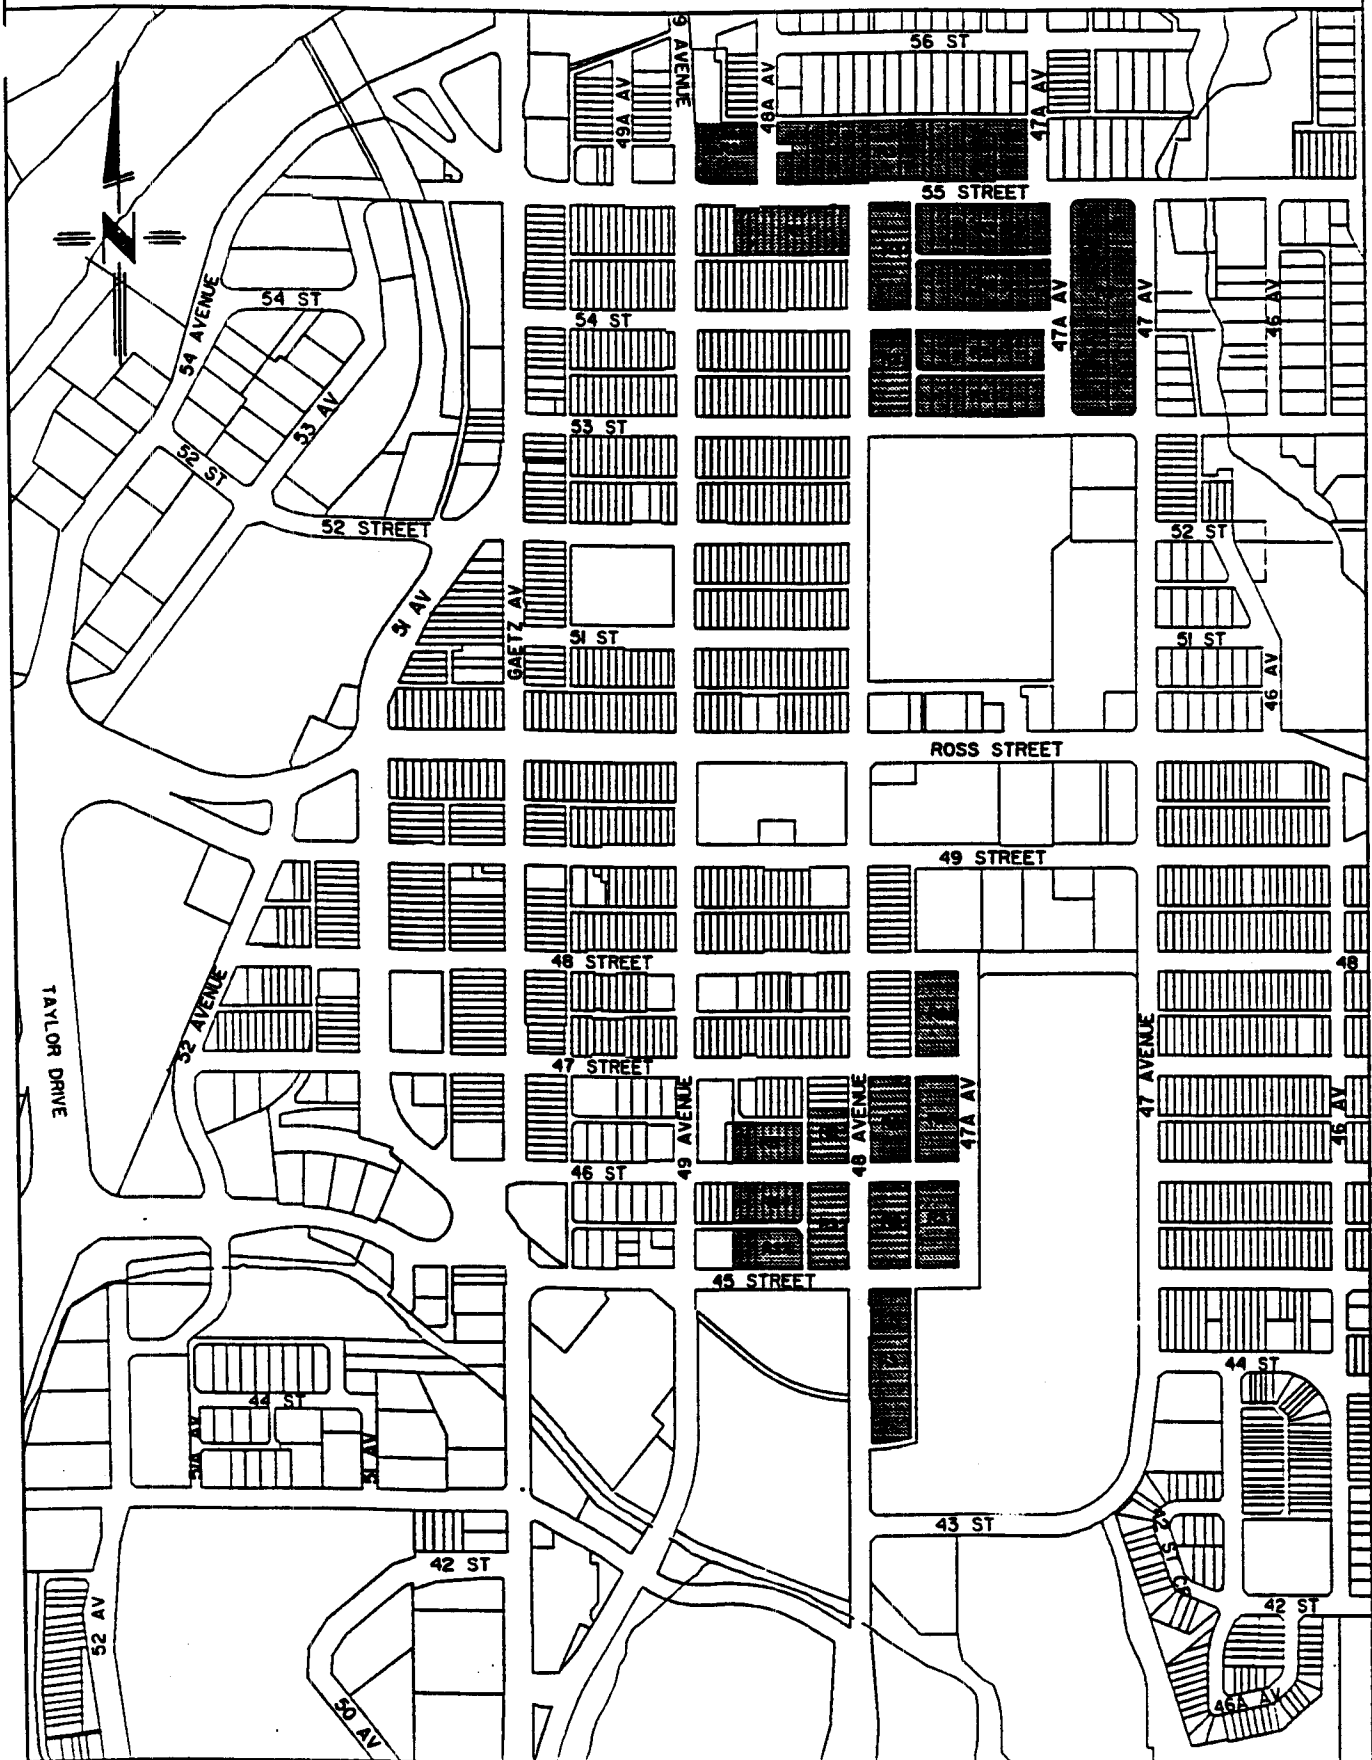 56 ST
AVENUE
49A AV
48A AV
47A AV
55 STREET
54 AVENUE
54 ST
54 ST
47A AV
47 AV
46 AV
53 AV
53 ST
52 ST
52 STREET
52 ST
51 AV
GAETZ AV
51 ST
51 ST
46 AV
ROSS STREET
49 STREET
48 STREET
48
52 AVENUE
TAYLOR DRIVE
47 STREET
47 AVENUE
49 AVENUE
48 AVENUE
47A AV
46 AV
46 ST
45 STREET
44 ST
44 ST
51A AV
51 AV
43 ST
42 ST
42 ST CR
42 ST
52 AV
50 AV
46A AV
N